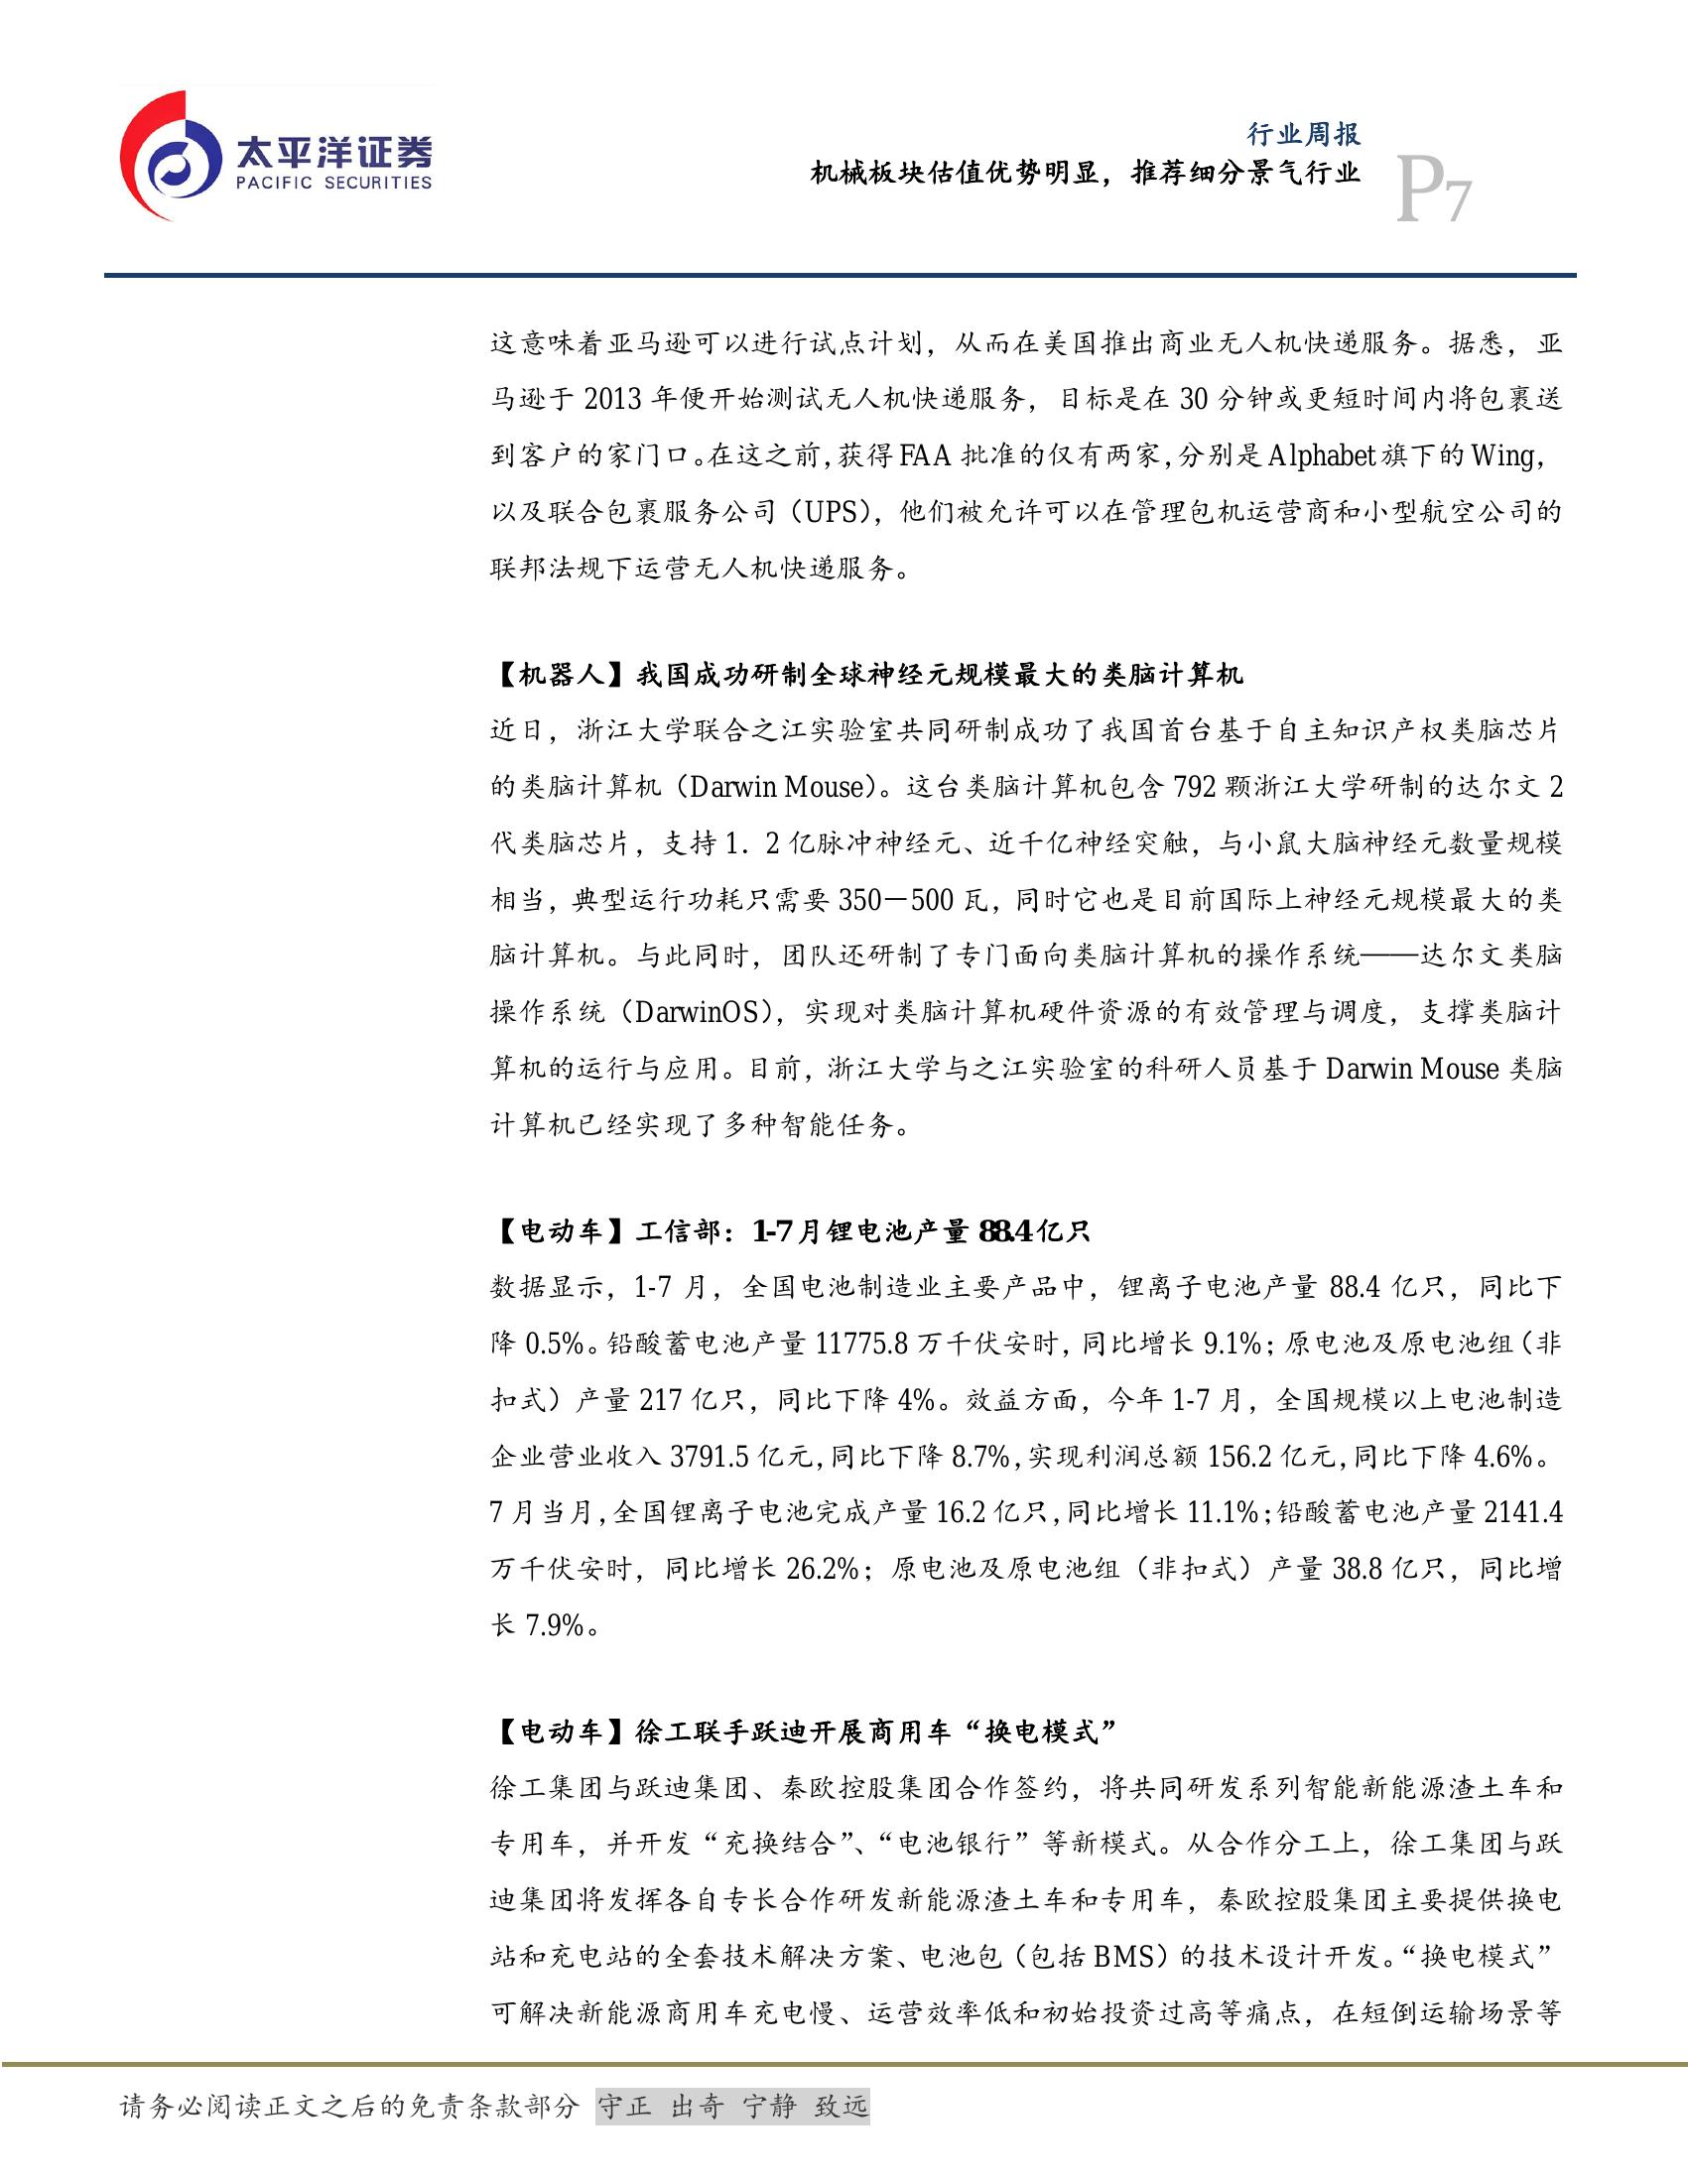 太平洋证券
PACIFIC SECURITIES
行业周报
机械板块估值优势明显，推荐细分景气行业
P7
这意味着亚马逊可以进行试点计划，从而在美国推出商业无人机快递服务。据悉，亚
马逊于 2013 年便开始测试无人机快递服务，目标是在 30 分钟或更短时间内将包裹送
到客户的家门口。在这之前，获得 FAA 批准的仅有两家，分别是 Alphabet 旗下的 Wing，
以及联合包裹服务公司（UPS），他们被允许可以在管理包机运营商和小型航空公司的
联邦法规下运营无人机快递服务。
【机器人】我国成功研制全球神经元规模最大的类脑计算机
近日，浙江大学联合之江实验室共同研制成功了我国首台基于自主知识产权类脑芯片
的类脑计算机（Darwin Mouse）。这台类脑计算机包含 792 颗浙江大学研制的达尔文 2
代类脑芯片，支持 1．2 亿脉冲神经元、近千亿神经突触，与小鼠大脑神经元数量规模
相当，典型运行功耗只需要 350－500 瓦，同时它也是目前国际上神经元规模最大的类
脑计算机。与此同时，团队还研制了专门面向类脑计算机的操作系统——达尔文类脑
操作系统（DarwinOS），实现对类脑计算机硬件资源的有效管理与调度，支撑类脑计
算机的运行与应用。目前，浙江大学与之江实验室的科研人员基于 Darwin Mouse 类脑
计算机已经实现了多种智能任务。
【电动车】工信部：1-7 月锂电池产量 88.4 亿只
数据显示，1-7 月，全国电池制造业主要产品中，锂离子电池产量 88.4 亿只，同比下
降 0.5%。铅酸蓄电池产量 11775.8 万千伏安时，同比增长 9.1%；原电池及原电池组（非
扣式）产量 217 亿只，同比下降 4%。效益方面，今年 1-7 月，全国规模以上电池制造
企业营业收入 3791.5 亿元，同比下降 8.7%，实现利润总额 156.2 亿元，同比下降 4.6%。
7 月当月，全国锂离子电池完成产量 16.2 亿只，同比增长 11.1%；铅酸蓄电池产量 2141.4
万千伏安时，同比增长 26.2%；原电池及原电池组（非扣式）产量 38.8 亿只，同比增
长 7.9%。
【电动车】徐工联手跃迪开展商用车“换电模式”
徐工集团与跃迪集团、秦欧控股集团合作签约，将共同研发系列智能新能源渣土车和
专用车，并开发“充换结合”、“电池银行”等新模式。从合作分工上，徐工集团与跃
迪集团将发挥各自专长合作研发新能源渣土车和专用车，秦欧控股集团主要提供换电
站和充电站的全套技术解决方案、电池包（包括 BMS）的技术设计开发。“换电模式”
可解决新能源商用车充电慢、运营效率低和初始投资过高等痛点，在短倒运输场景等
请务必阅读正文之后的免责条款部分 守正 出奇 宁静 致远